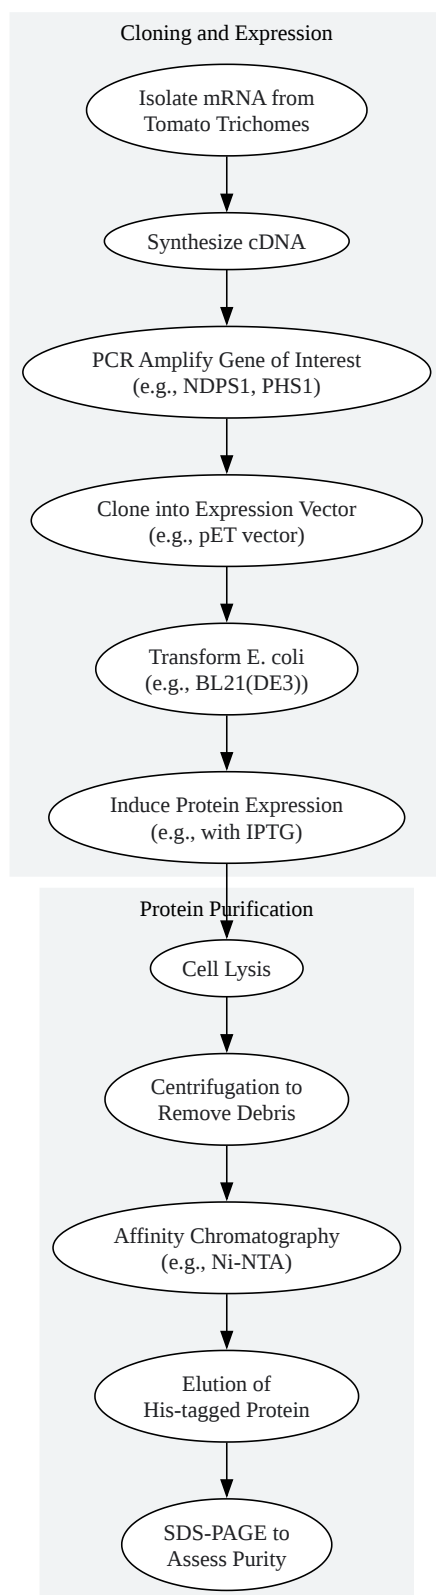 Cloning and Expression
Isolate mRNA from
Tomato Trichomes
Synthesize cDNA
PCR Amplify Gene of Interest
(e.g., NDPS1, PHS1)
Clone into Expression Vector
(e.g., pET vector)
Transform E. coli
(e.g., BL21(DE3))
Induce Protein Expression
(e.g., with IPTG)
Protein Purification
Cell Lysis
Centrifugation to
Remove Debris
Affinity Chromatography
(e.g., Ni-NTA)
Elution of
His-tagged Protein
SDS-PAGE to
Assess Purity